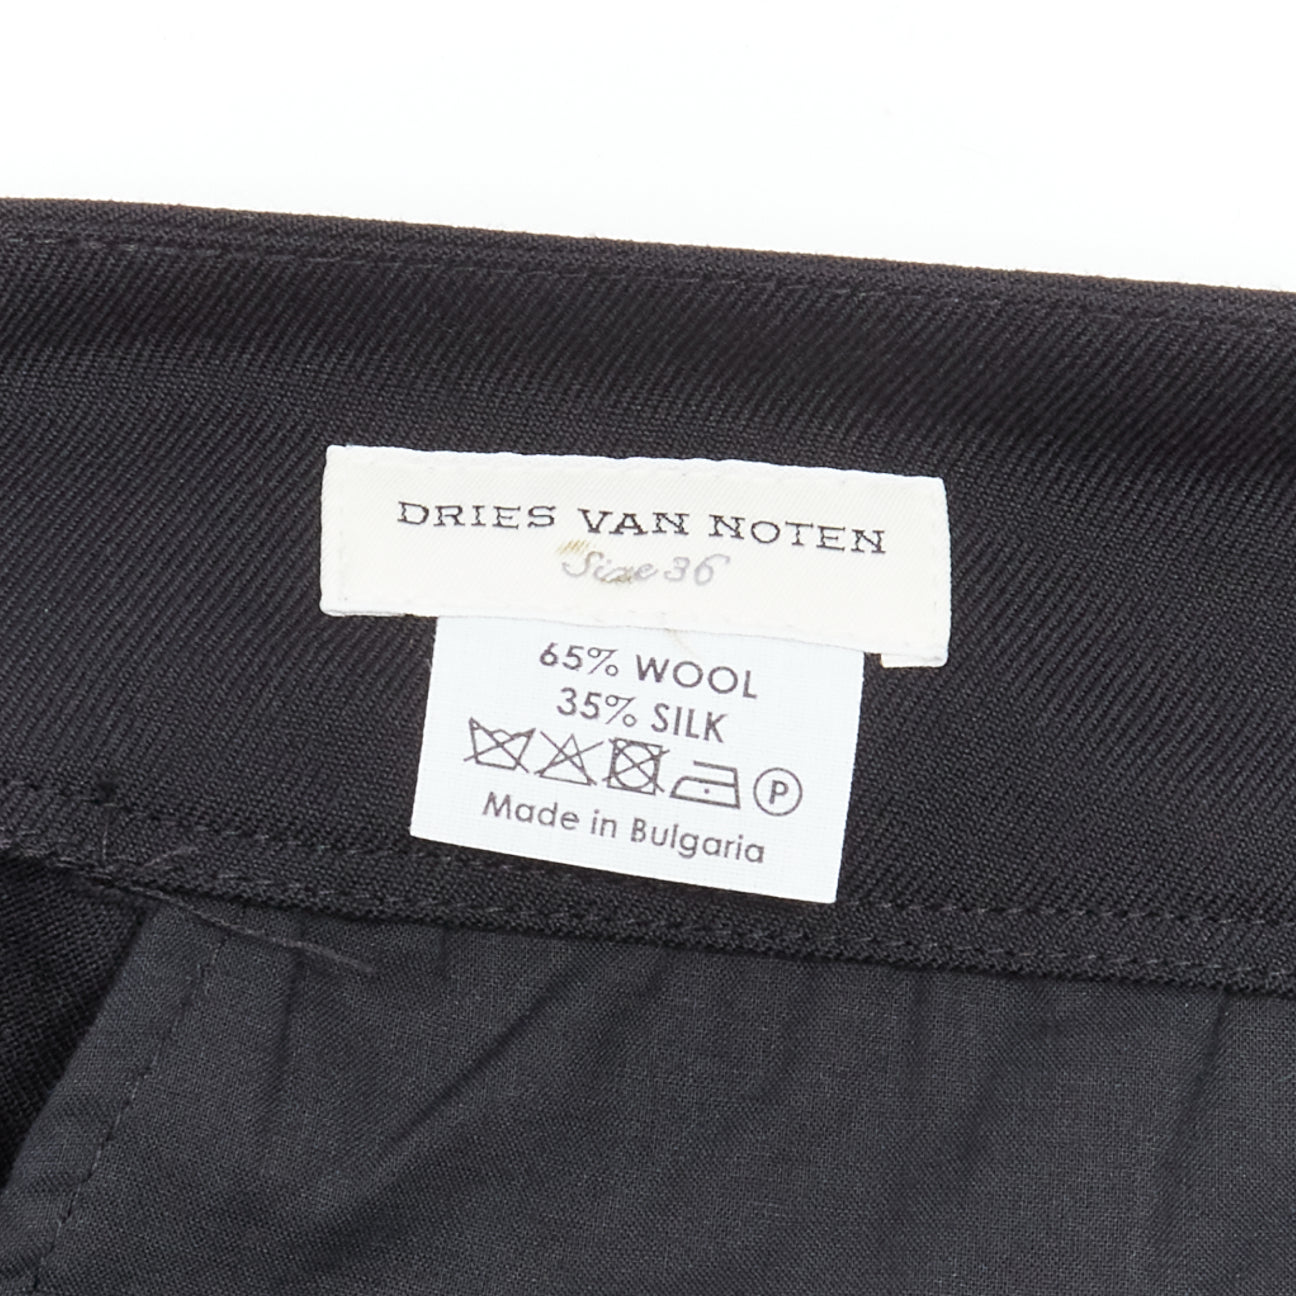 DRIES VAN NOTEN
Size 36
65% WOOL
35% SILK
P
Made in Bulgaria